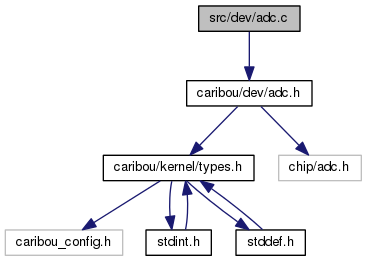 src/dev/adc.c
caribou/dev/adc.h
caribou/kernel/types.h
chip/adc.h
caribou_config.h
stdint.h
stddef.h